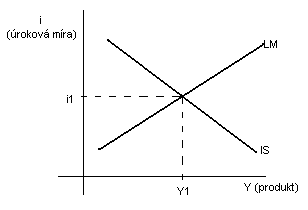 i
(úroková míra)
LM
i1
IS
Y1
Y (produkt)